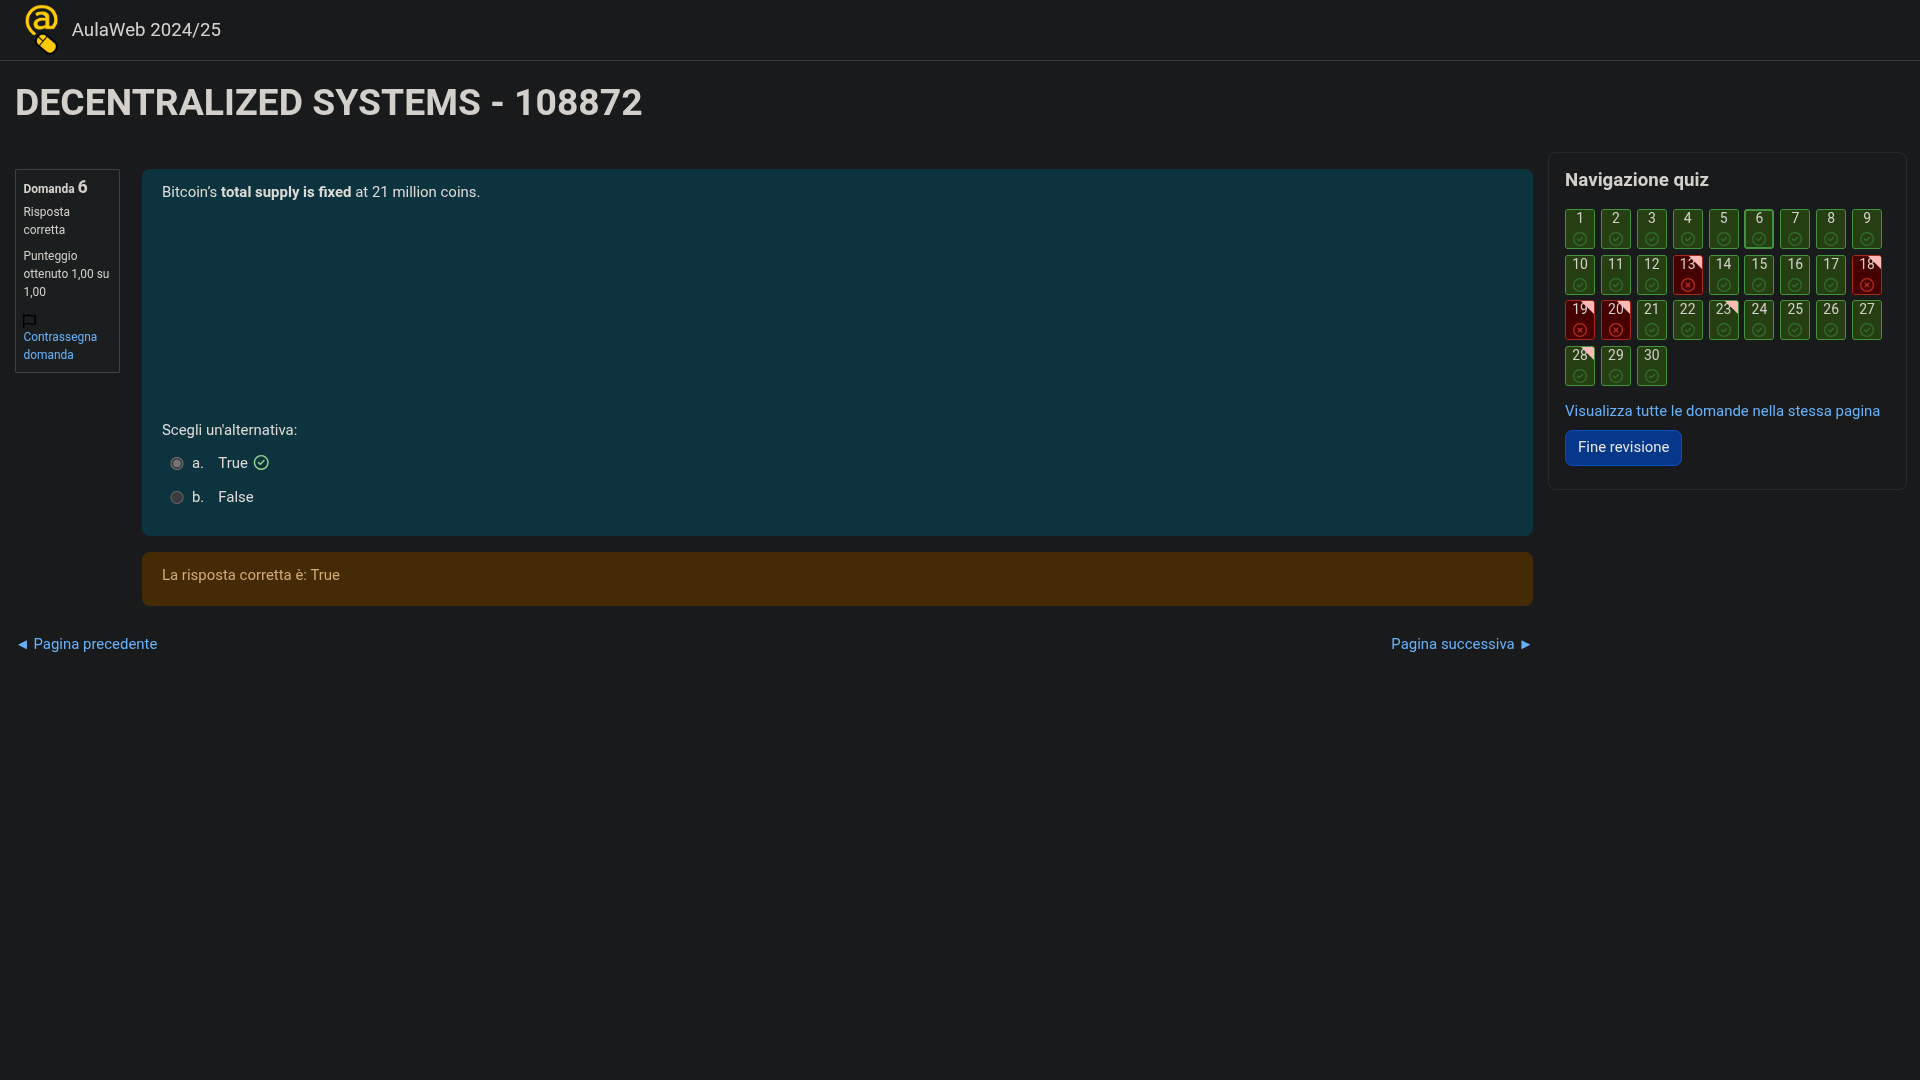 AulaWeb 2024/25
DECENTRALIZED SYSTEMS - 108872
Domanda 6
Risposta
corretta
Punteggio
ottenuto 1,00 su
1,00
Contrassegna
domanda
Bitcoin’s total supply is fixed at 21 million coins.
Scegli un'alternativa:
a. True
b. False
La risposta corretta è: True
◄ Pagina precedente
Pagina successiva ►
Navigazione quiz
1 2 3 4 5 6 7 8 9
10 11 12 13 14 15 16 17 18
19 20 21 22 23 24 25 26 27
28 29 30
Visualizza tutte le domande nella stessa pagina
Fine revisione